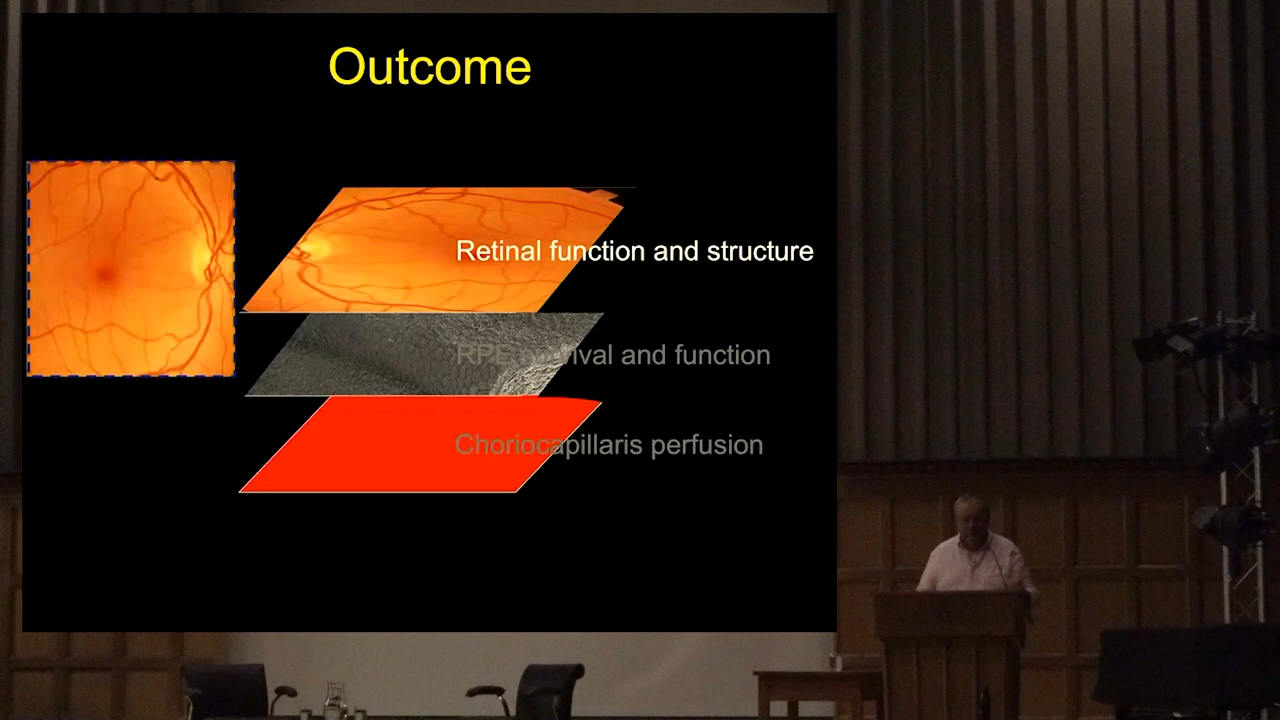 Outcome
Retinal function and structure
RPE survival and function
Choriocapillaris perfusion